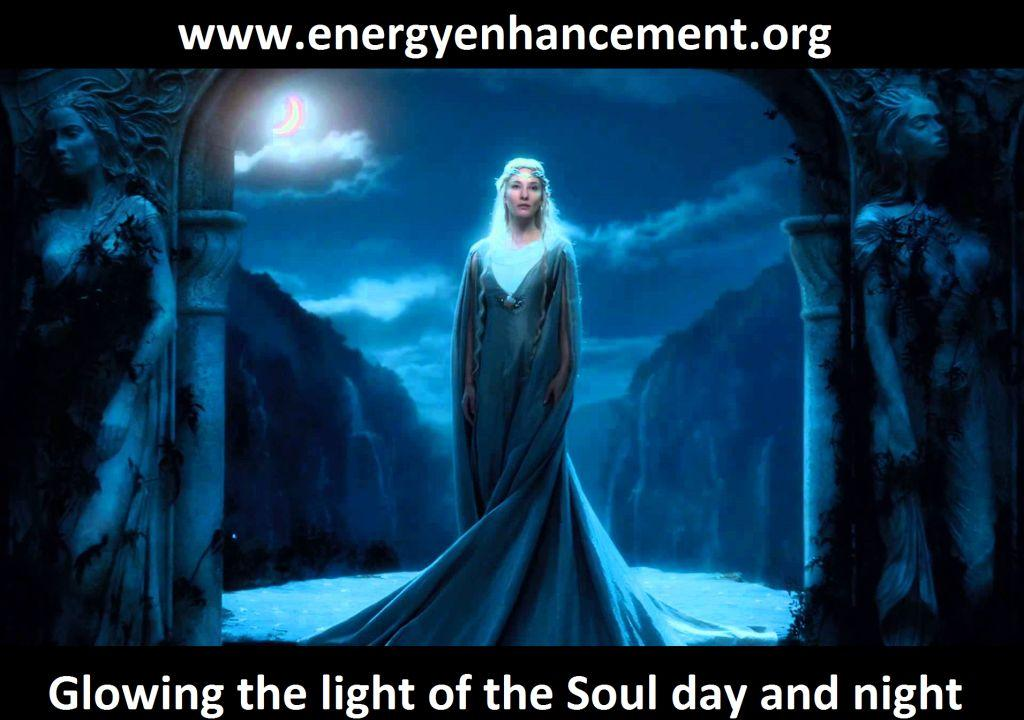 www.energyenhancement.org
Glowing the light of the Soul day and night